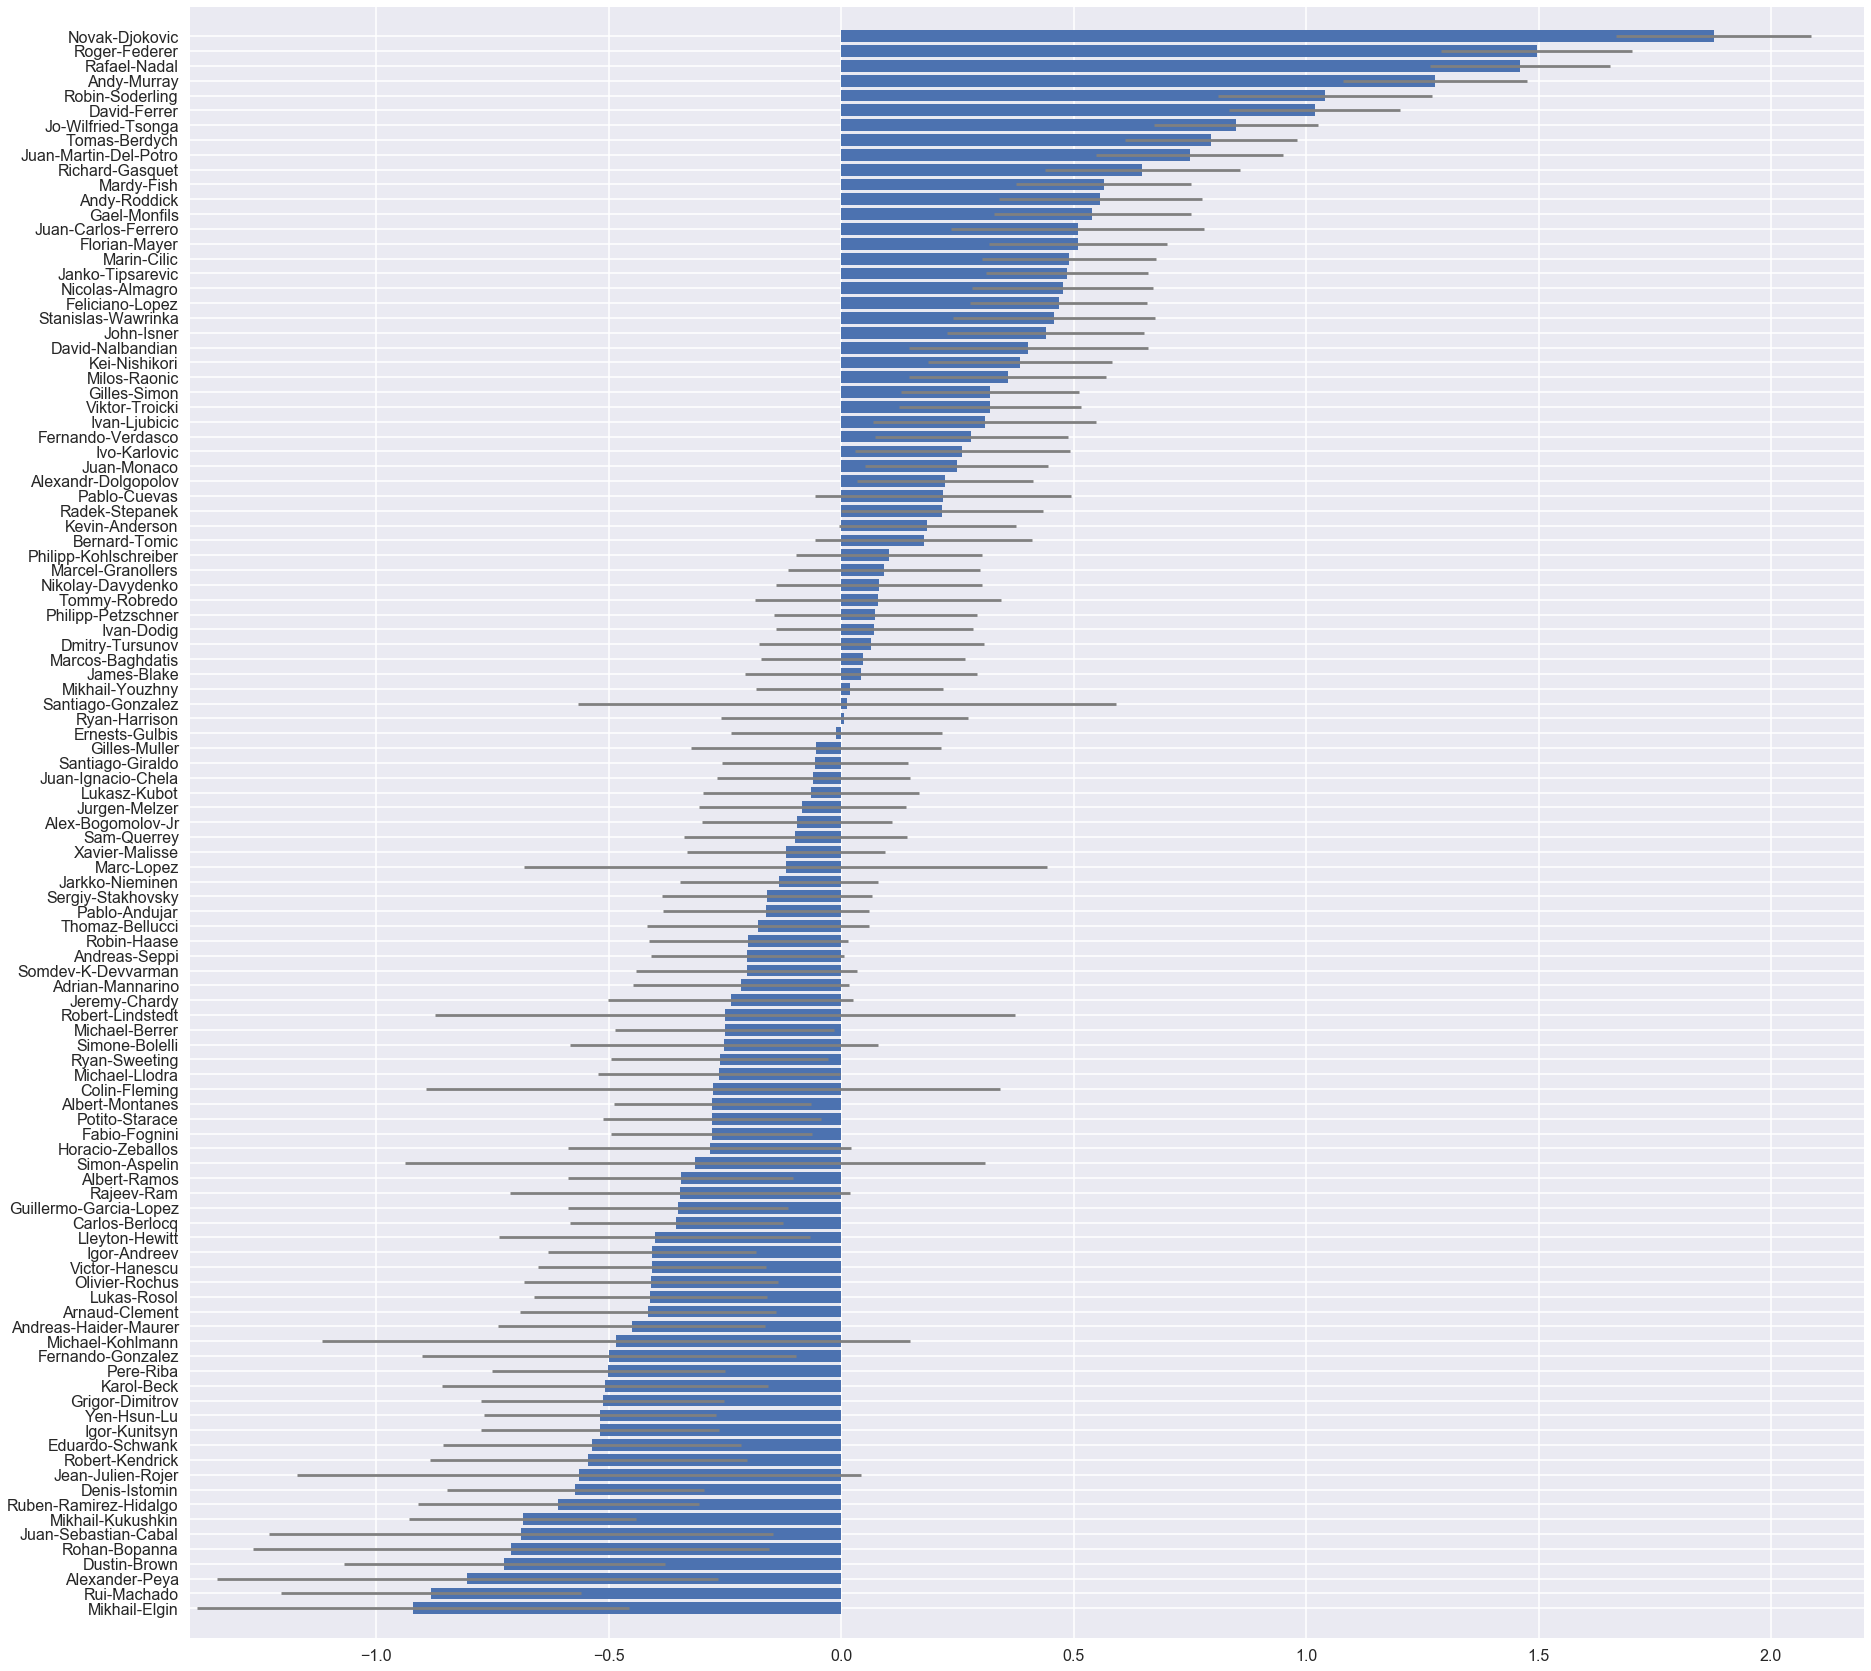 Novak-Djokovic
Roger-Federer
Rafael-Nadal
Andy-Murray
Robin-Soderling
David-Ferrer
Jo-Wilfried-Tsonga
Tomas-Berdych
Juan-Martin-Del-Potro
Richard-Gasquet
Mardy-Fish
Andy-Roddick
Gael-Monfils
Juan-Carlos-Ferrero
Florian-Mayer
Marin-Cilic
Janko-Tipsarevic
Nicolas-Almagro
Feliciano-Lopez
Stanislas-Wawrinka
John-Isner
David-Nalbandian
Kei-Nishikori
Milos-Raonic
Gilles-Simon
Viktor-Troicki
Ivan-Ljubicic
Fernando-Verdasco
Ivo-Karlovic
Juan-Monaco
Alexandr-Dolgopolov
Pablo-Cuevas
Radek-Stepanek
Kevin-Anderson
Bernard-Tomic
Philipp-Kohlschreiber
Marcel-Granollers
Nikolay-Davydenko
Tommy-Robredo
Philipp-Petzschner
Ivan-Dodig
Dmitry-Tursunov
Marcos-Baghdatis
James-Blake
Mikhail-Youzhny
Santiago-Gonzalez
Ryan-Harrison
Ernests-Gulbis
Gilles-Muller
Santiago-Giraldo
Juan-Ignacio-Chela
Lukasz-Kubot
Jurgen-Melzer
Alex-Bogomolov-Jr
Sam-Querrey
Xavier-Malisse
Marc-Lopez
Jarkko-Nieminen
Sergiy-Stakhovsky
Pablo-Andujar
Thomaz-Bellucci
Robin-Haase
Andreas-Seppi
Somdev-K-Devvarman
Adrian-Mannarino
Jeremy-Chardy
Robert-Lindstedt
Michael-Berrer
Simone-Bolelli
Ryan-Sweeting
Michael-Llodra
Colin-Fleming
Albert-Montanes
Potito-Starace
Fabio-Fognini
Horacio-Zeballos
Simon-Aspelin
Albert-Ramos
Rajeev-Ram
Guillermo-Garcia-Lopez
Carlos-Berlocq
Lleyton-Hewitt
Igor-Andreev
Victor-Hanescu
Olivier-Rochus
Lukas-Rosol
Arnaud-Clement
Andreas-Haider-Maurer
Michael-Kohlmann
Fernando-Gonzalez
Pere-Riba
Karol-Beck
Grigor-Dimitrov
Yen-Hsun-Lu
Igor-Kunitsyn
Eduardo-Schwank
Robert-Kendrick
Jean-Julien-Rojer
Denis-Istomin
Ruben-Ramirez-Hidalgo
Mikhail-Kukushkin
Juan-Sebastian-Cabal
Rohan-Bopanna
Dustin-Brown
Alexander-Peya
Rui-Machado
Mikhail-Elgin
−1.0 −0.5 0.0 0.5 1.0 1.5 2.0